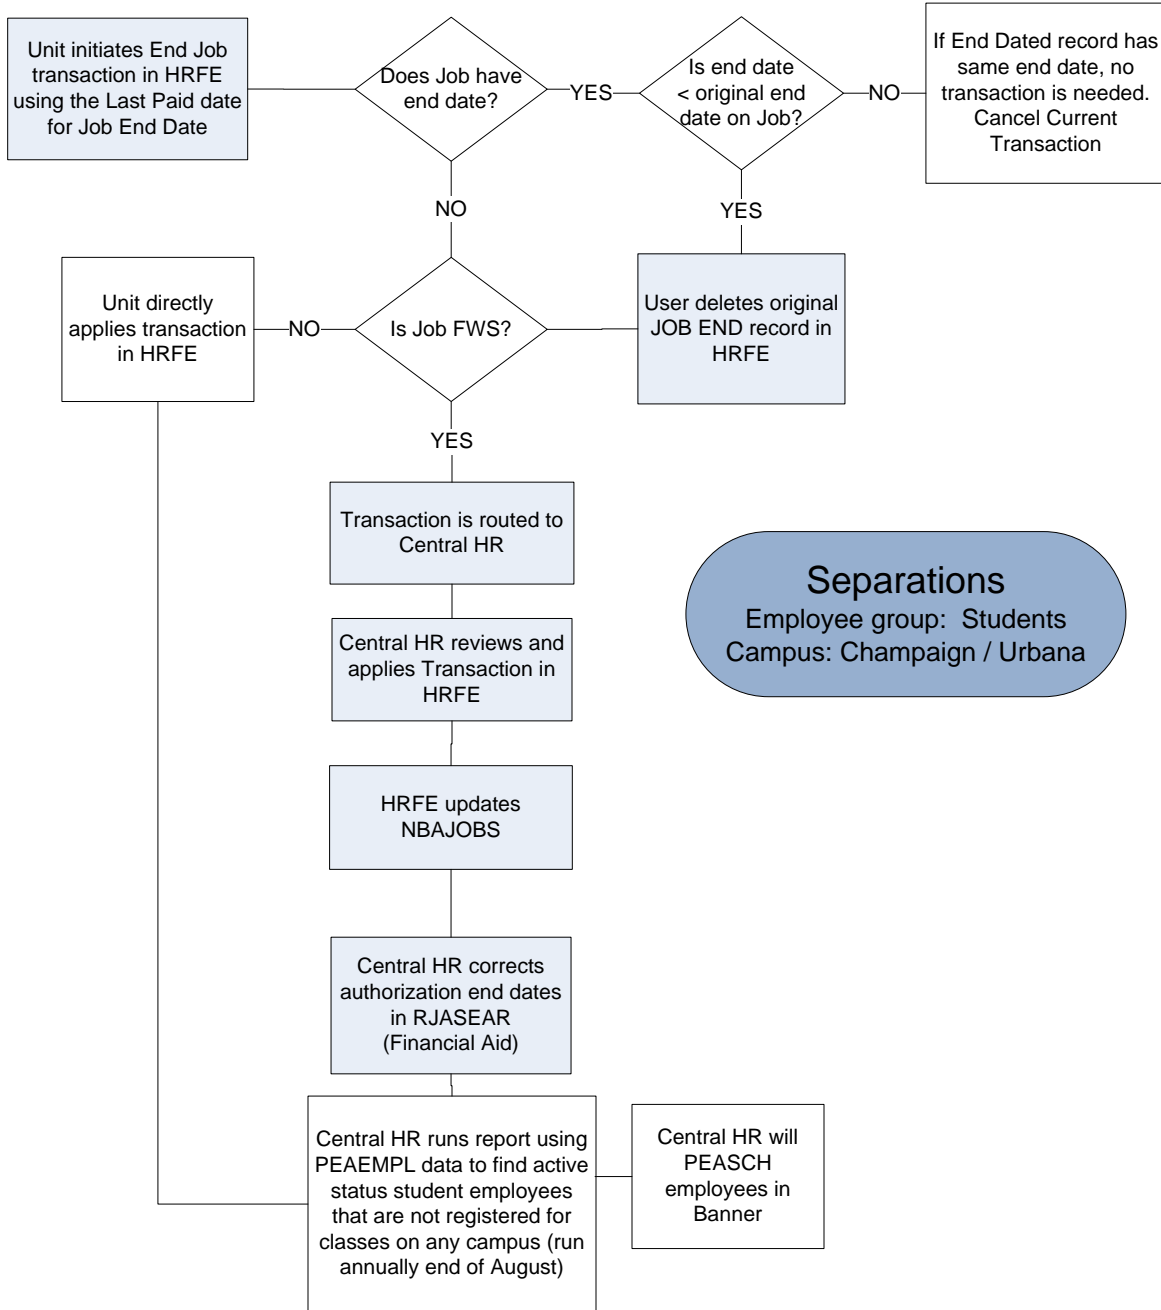 Unit initiates End Job
transaction in HRFE
using the Last Paid date
for Job End Date
Does Job have
end date?
YES
Is end date
< original end
date on Job?
NO
If End Dated record has
same end date, no
transaction is needed.
Cancel Current
Transaction
NO
YES
Unit directly
applies transaction
in HRFE
NO
Is Job FWS?
User deletes original
JOB END record in
HRFE
YES
Transaction is routed to
Central HR
Separations
Employee group:  Students
Campus: Champaign / Urbana
Central HR reviews and
applies Transaction in
HRFE
HRFE updates
NBAJOBS
Central HR corrects
authorization end dates
in RJASEAR
(Financial Aid)
Central HR runs report using
PEAEMPL data to find active
status student employees
that are not registered for
classes on any campus (run
annually end of August)
Central HR will
PEASCH
employees in
Banner